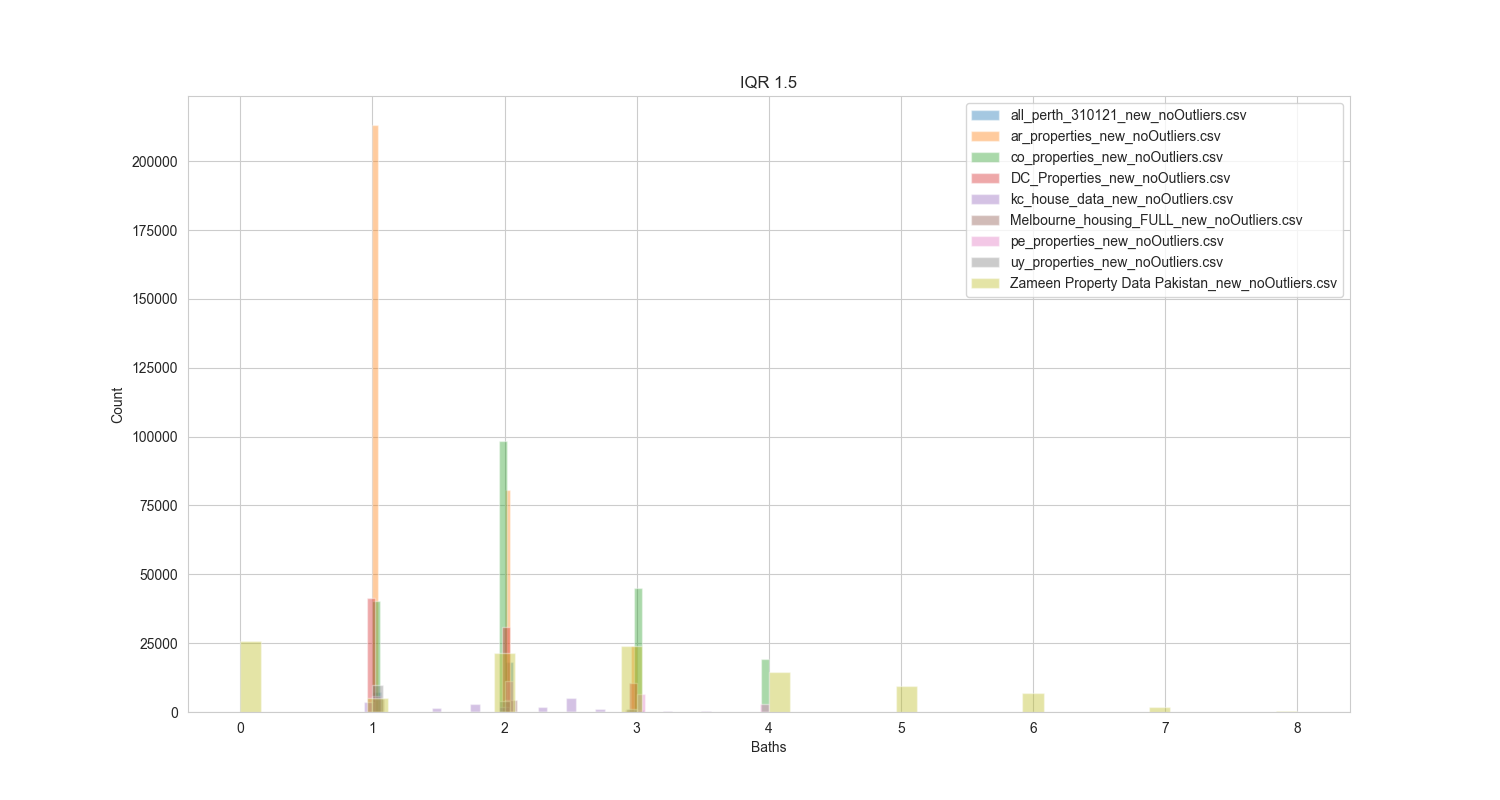 IQR 1.5
all_perth_310121_new_noOutliers.csv
ar_properties_new_noOutliers.csv
co_properties_new_noOutliers.csv
DC_Properties_new_noOutliers.csv
kc_house_data_new_noOutliers.csv
Melbourne_housing_FULL_new_noOutliers.csv
pe_properties_new_noOutliers.csv
uy_properties_new_noOutliers.csv
Zameen Property Data Pakistan_new_noOutliers.csv
200000
175000
150000
125000
100000
75000
50000
25000
0
Count
0 1 2 3 4 5 6 7 8
Baths